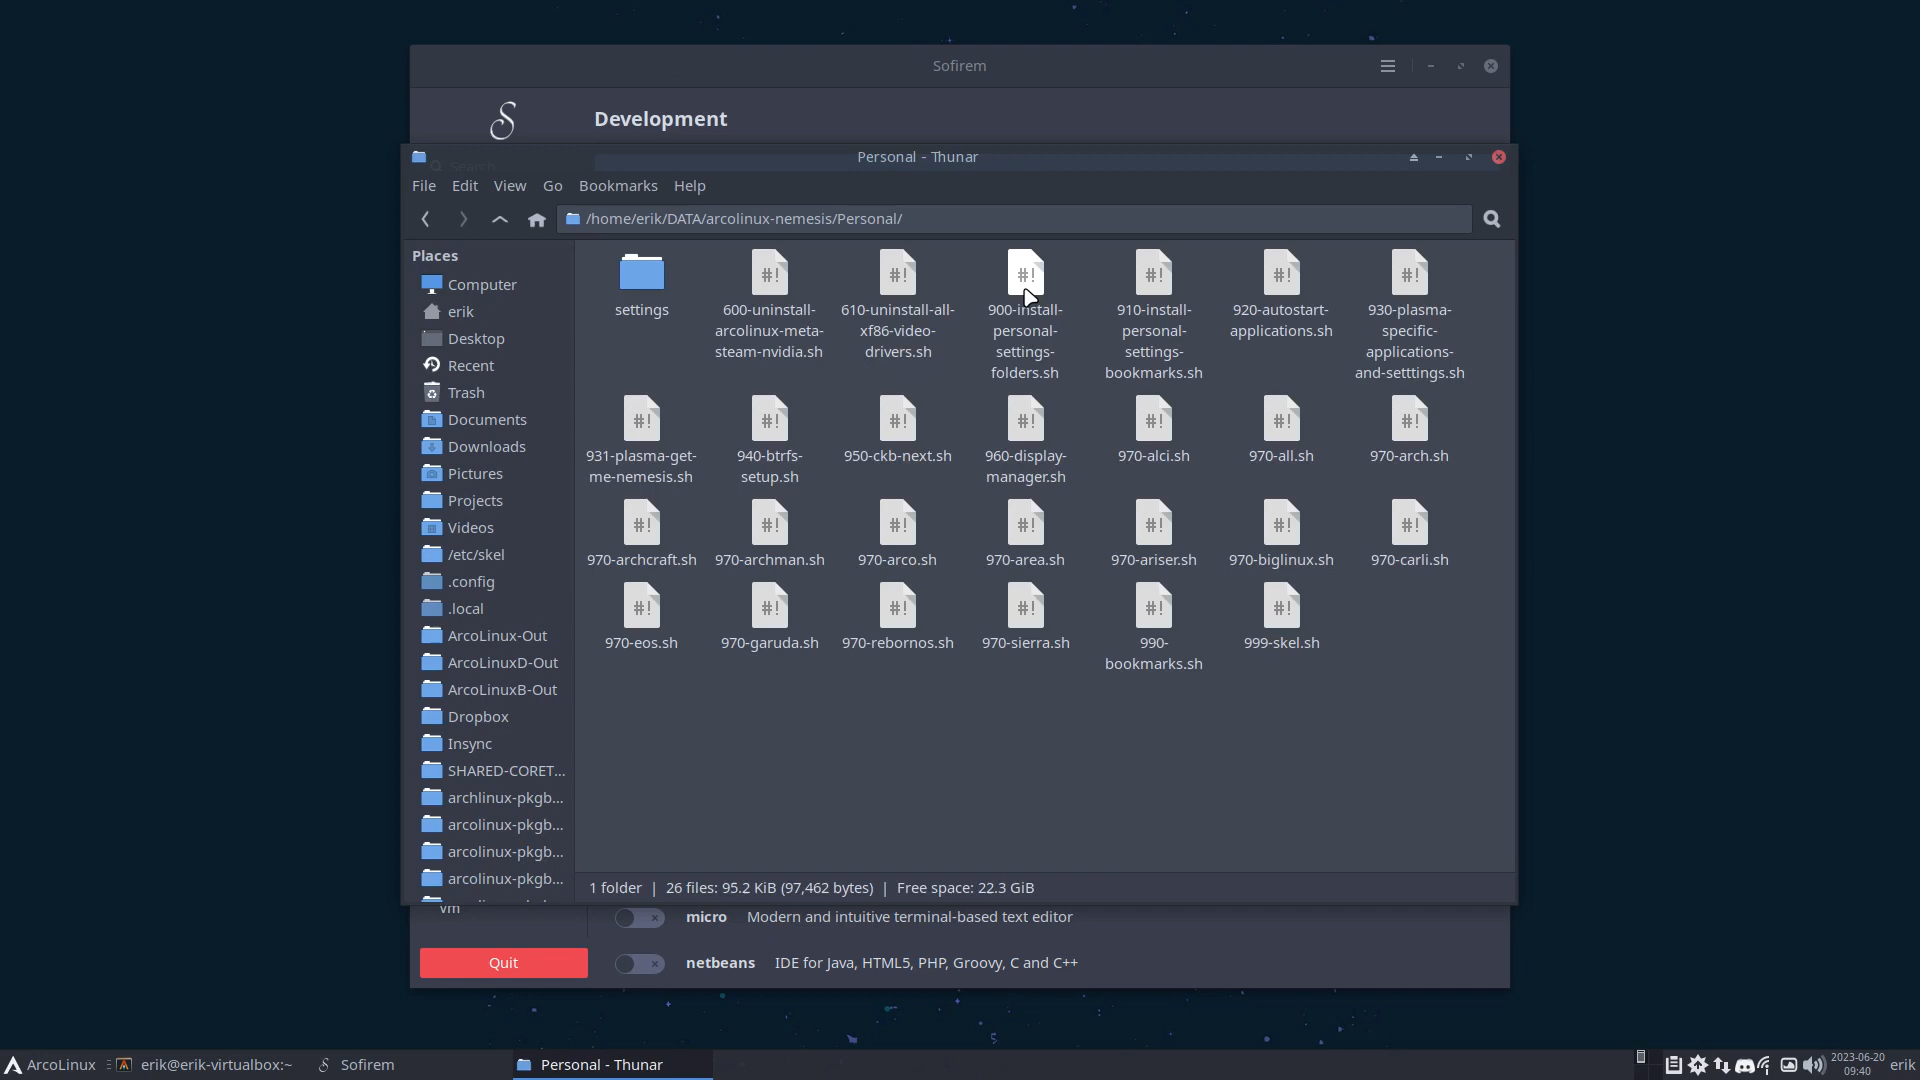 Sofirem
Development
Search...
Personal - Thunar
File Edit View Go Bookmarks Help
/home/erik/DATA/arcolinux-nemesis/Personal/
Places
Computer
erik
Desktop
Recent
Trash
Documents
Downloads
Pictures
Projects
Videos
/etc/skel
.config
.local
ArcoLinux-Out
ArcoLinuxD-Out
ArcoLinuxB-Out
Dropbox
Insync
SHARED-CORET...
archlinux-pkgb...
arcolinux-pkgb...
arcolinux-pkgb...
arcolinux-pkgb...
settings
600-uninstall-
arcolinux-meta-
steam-nvidia.sh
610-uninstall-all-
xf86-video-
drivers.sh
900-install-
personal-
settings-
folders.sh
910-install-
personal-
settings-
bookmarks.sh
920-autostart-
applications.sh
930-plasma-
specific-
applications-
and-setttings.sh
931-plasma-get-
me-nemesis.sh
940-btrfs-
setup.sh
950-ckb-next.sh
960-display-
manager.sh
970-alci.sh
970-all.sh
970-arch.sh
970-archcraft.sh
970-archman.sh
970-arco.sh
970-area.sh
970-ariser.sh
970-biglinux.sh
970-carli.sh
970-eos.sh
970-garuda.sh
970-rebornos.sh
970-sierra.sh
990-
bookmarks.sh
999-skel.sh
1 folder | 26 files: 95.2 KiB (97,462 bytes) | Free space: 22.3 GiB
vm
micro Modern and intuitive terminal-based text editor
Quit
netbeans IDE for Java, HTML5, PHP, Groovy, C and C++
ArcoLinux
erik@erik-virtualbox:~
Sofirem
Personal - Thunar
2023-06-20
09:40
erik